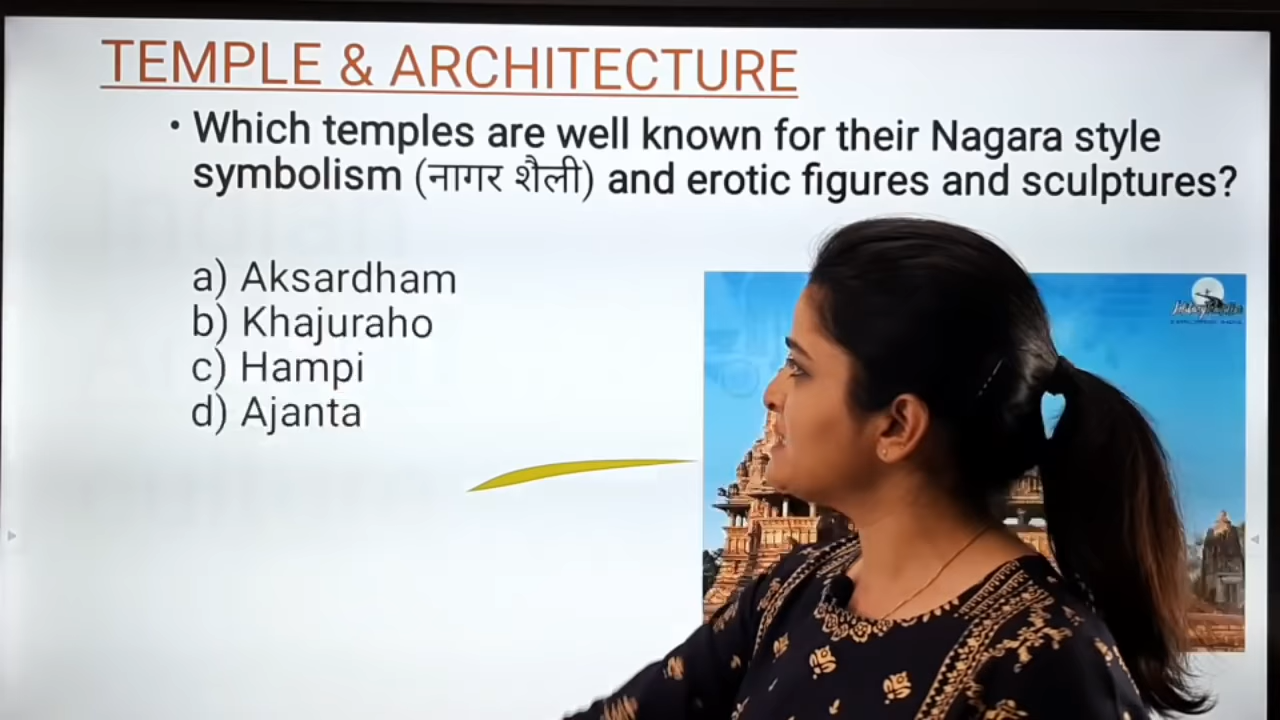 TEMPLE & ARCHITECTURE
• Which temples are well known for their Nagara style
symbolism (नागर शैली) and erotic figures and sculptures?
a) Aksardham
b) Khajuraho
c) Hampi
d) Ajanta